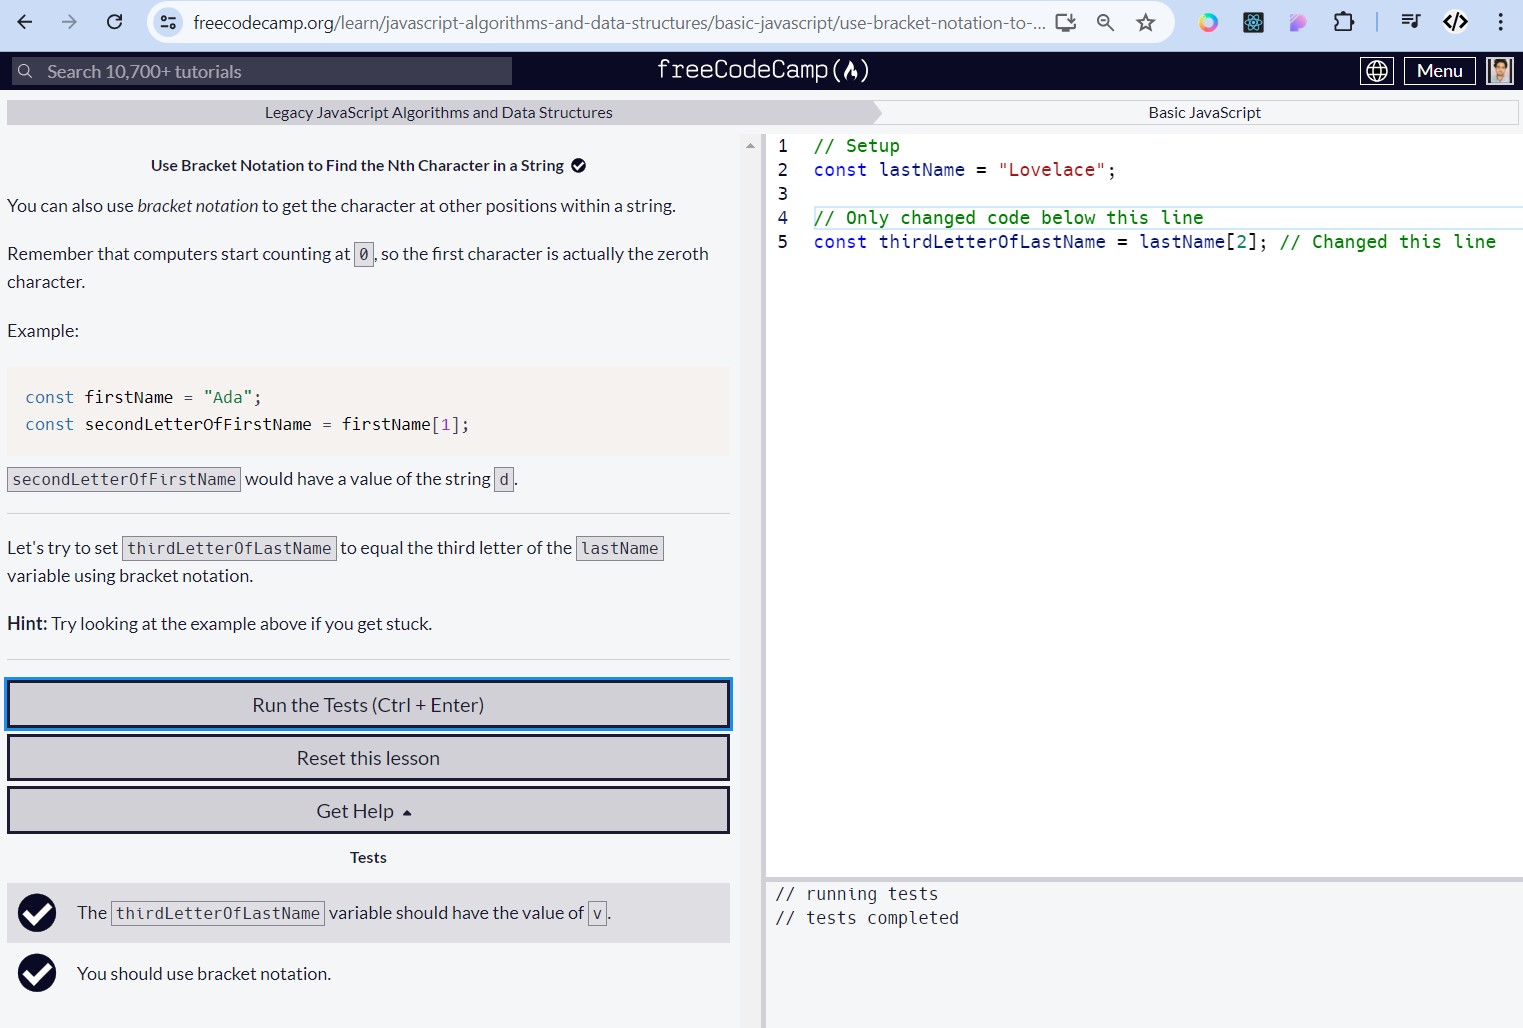 freecodecamp.org/learn/javascript-algorithms-and-data-structures/basic-javascript/use-bracket-notation-to-...
Search 10,700+ tutorials
freeCodeCamp
Menu
Legacy JavaScript Algorithms and Data Structures
Basic JavaScript
Use Bracket Notation to Find the Nth Character in a String
You can also use bracket notation to get the character at other positions within a string.
Remember that computers start counting at 0, so the first character is actually the zeroth
character.
Example:
const firstName = "Ada";
const secondLetterOfFirstName = firstName[1];
secondLetterOfFirstName would have a value of the string d.
Let's try to set thirdLetterOfLastName to equal the third letter of the lastName
variable using bracket notation.
Hint: Try looking at the example above if you get stuck.
Run the Tests (Ctrl + Enter)
Reset this lesson
Get Help
Tests
The thirdLetterOfLastName variable should have the value of v.
You should use bracket notation.
1 // Setup
2 const lastName = "Lovelace";
3
4 // Only changed code below this line
5 const thirdLetterOfLastName = lastName[2]; // Changed this line
// running tests
// tests completed